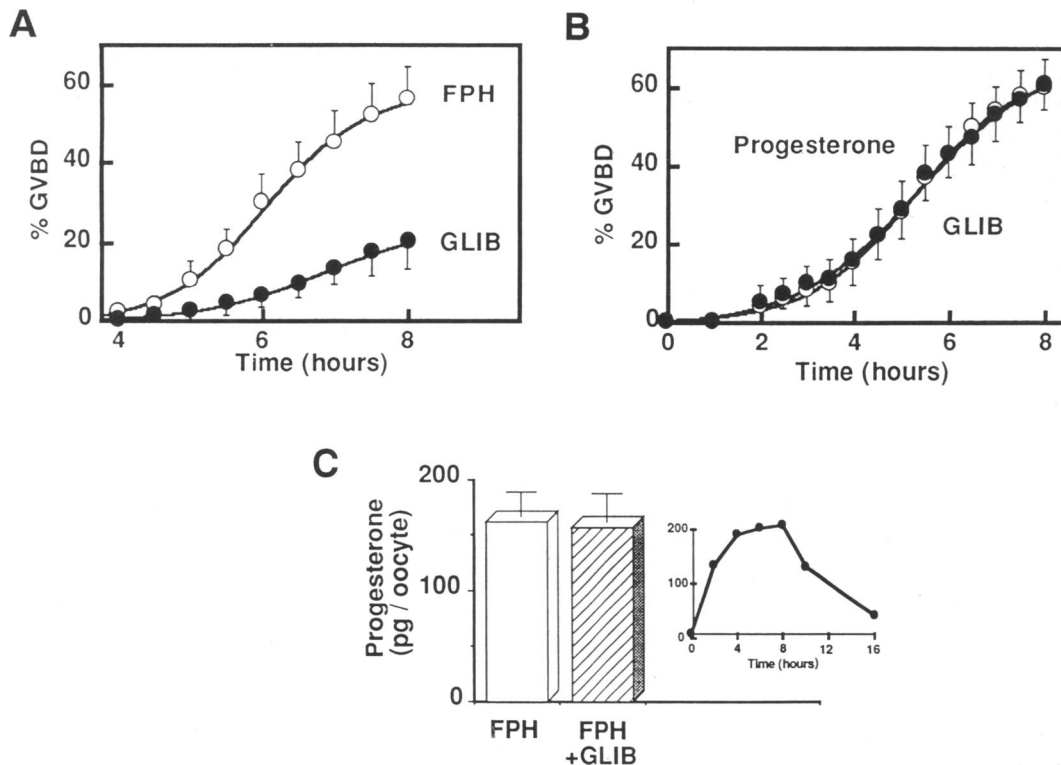 A
60
40
20
0
% GVBD
FPH
GLIB
4
6
8
Time (hours)
B
60
40
20
0
% GVBD
Progesterone
GLIB
0
2
4
6
8
Time (hours)
C
200
100
0
Progesterone
(pg / oocyte)
FPH
FPH
+GLIB
200
100
0
0
4
8
12
16
Time (hours)